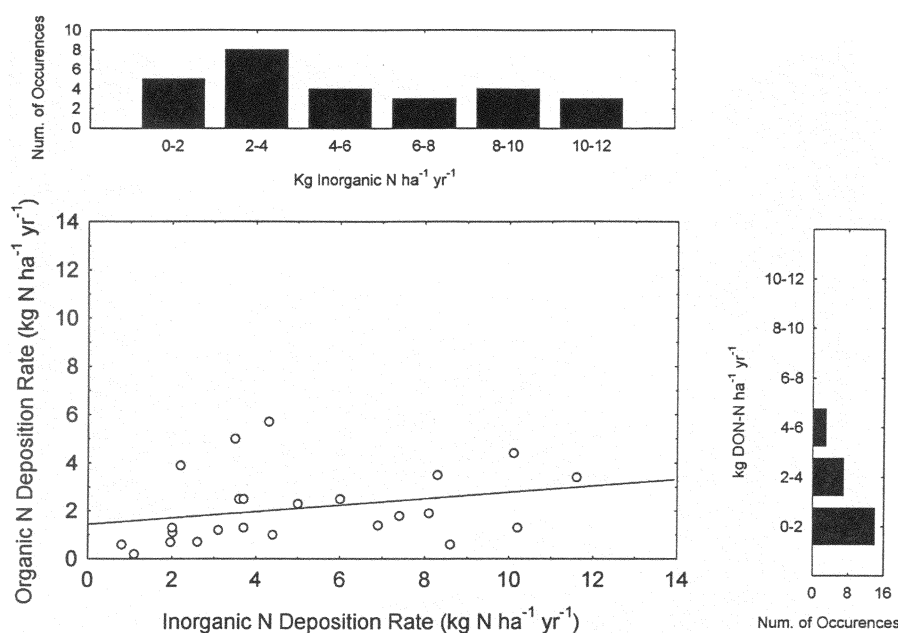 Num. of Occurences
10
8
6
4
2
0
0-2 2-4 4-6 6-8 8-10 10-12
Kg Inorganic N ha⁻¹ yr⁻¹
Organic N Deposition Rate (kg N ha⁻¹ yr⁻¹)
14
12
10
8
6
4
2
0
0 2 4 6 8 10 12 14
Inorganic N Deposition Rate (kg N ha⁻¹ yr⁻¹)
kg DON-N ha⁻¹ yr⁻¹
10-12
8-10
6-8
4-6
2-4
0-2
0 8 16
Num. of Occurences